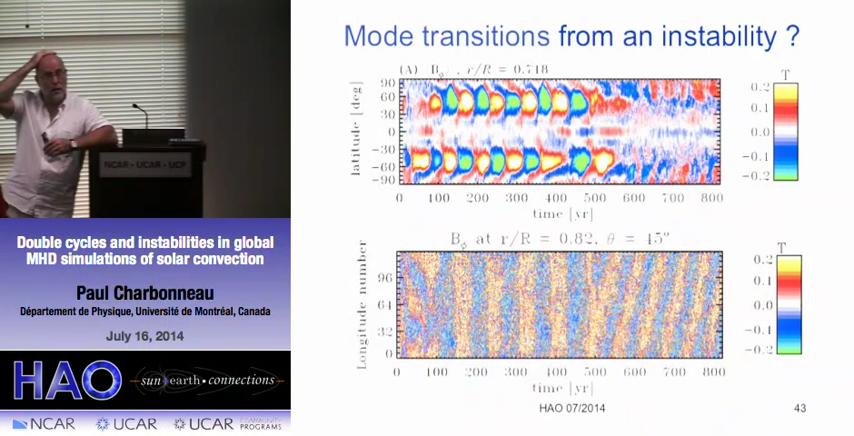 Mode transitions from an instability ?
(A) Bφ, r/R = 0.718
T
latitude [deg]
90
60
30
0
−30
−60
−90
0.2
0.1
0.0
−0.1
−0.2
0 100 200 300 400 500 600 700 800
time [yr]
NCAR • UCAR • UCP
Bφ at r/R = 0.82, θ = 45°
T
Longitude number
96
64
32
0
0.2
0.1
0.0
−0.1
−0.2
0 100 200 300 400 500 600 700 800
time [yr]
HAO 07/2014 43
Double cycles and instabilities in global
MHD simulations of solar convection
Paul Charbonneau
Département de Physique, Université de Montréal, Canada
July 16, 2014
HAO
sun earth • connections
NCAR UCAR UCAR
PROGRAMS